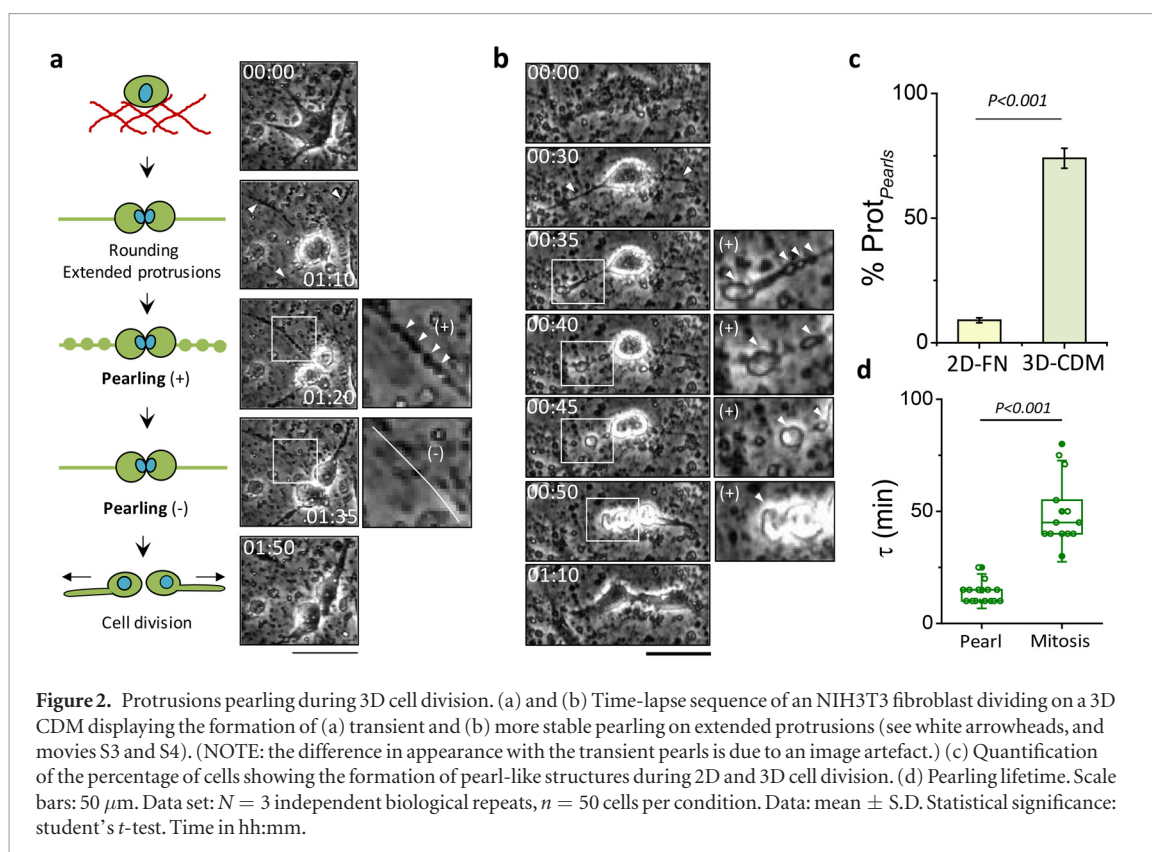 a
00:00
Rounding
Extended protrusions
01:10
Pearling (+)
01:20
(+)
Pearling (-)
01:35
(-)
01:50
Cell division
b
00:00
00:30
00:35
(+)
00:40
(+)
00:45
(+)
00:50
(+)
01:10
c
100
50
0
% Prot Pearls
P<0.001
2D-FN
3D-CDM
d
100
50
0
τ (min)
P<0.001
Pearl
Mitosis
Figure 2. Protrusions pearling during 3D cell division. (a) and (b) Time-lapse sequence of an NIH3T3 fibroblast dividing on a 3D
CDM displaying the formation of (a) transient and (b) more stable pearling on extended protrusions (see white arrowheads, and
movies S3 and S4). (NOTE: the difference in appearance with the transient pearls is due to an image artefact.) (c) Quantification
of the percentage of cells showing the formation of pearl-like structures during 2D and 3D cell division. (d) Pearling lifetime. Scale
bars: 50 μm. Data set: N = 3 independent biological repeats, n = 50 cells per condition. Data: mean ± S.D. Statistical significance:
student's t-test. Time in hh:mm.